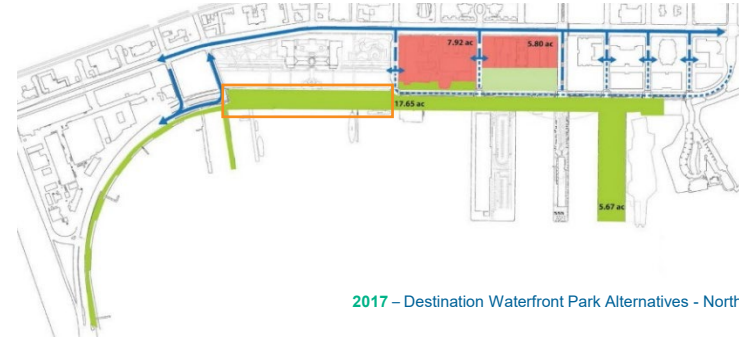 7.92 ac
5.80 ac
17.65 ac
5.67 ac
2017 – Destination Waterfront Park Alternatives - North